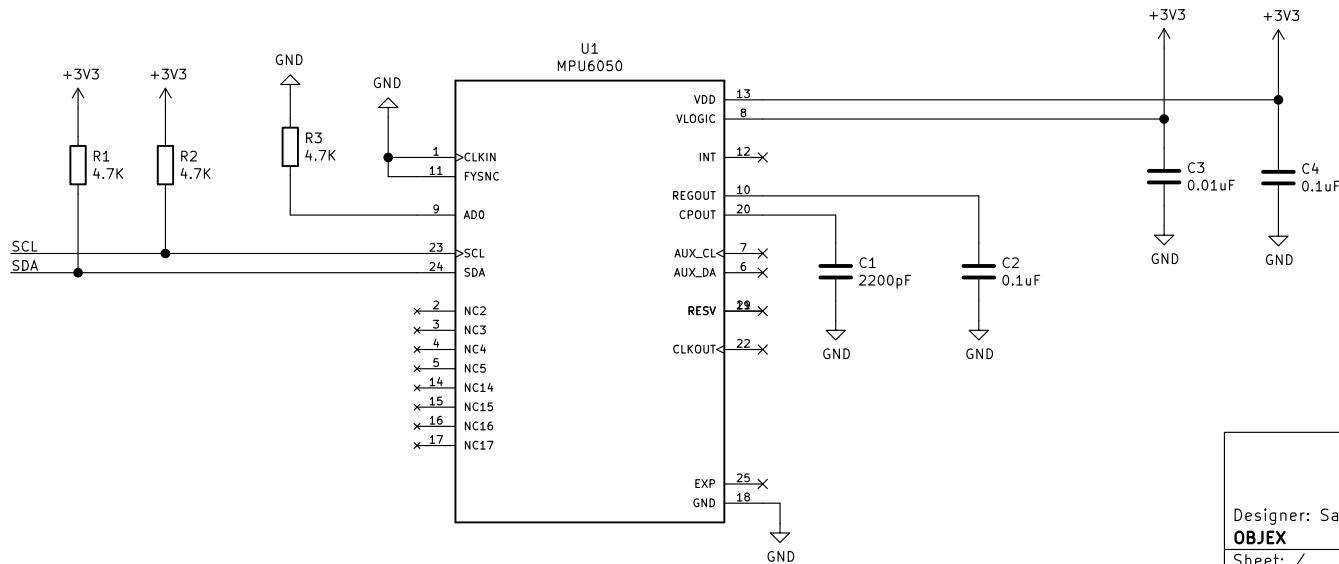 +3V3
+3V3
GND
GND
U1
MPU6050
+3V3
+3V3
R1
4.7K
R2
4.7K
R3
4.7K
SCL
SDA
1
CLKIN
11
FYSNC
9
AD0
23
SCL
24
SDA
2
NC2
3
NC3
4
NC4
5
NC5
14
NC14
15
NC15
16
NC16
17
NC17
VDD
13
VLOGIC
8
INT
12
REGOUT
10
CPOUT
20
AUX_CL
7
AUX_DA
6
RESV
CLKOUT
22
EXP
25
GND
18
GND
C1
2200pF
GND
C2
0.1uF
GND
C3
0.01uF
GND
C4
0.1uF
GND
Designer: Sa
OBJEX
Sheet: /